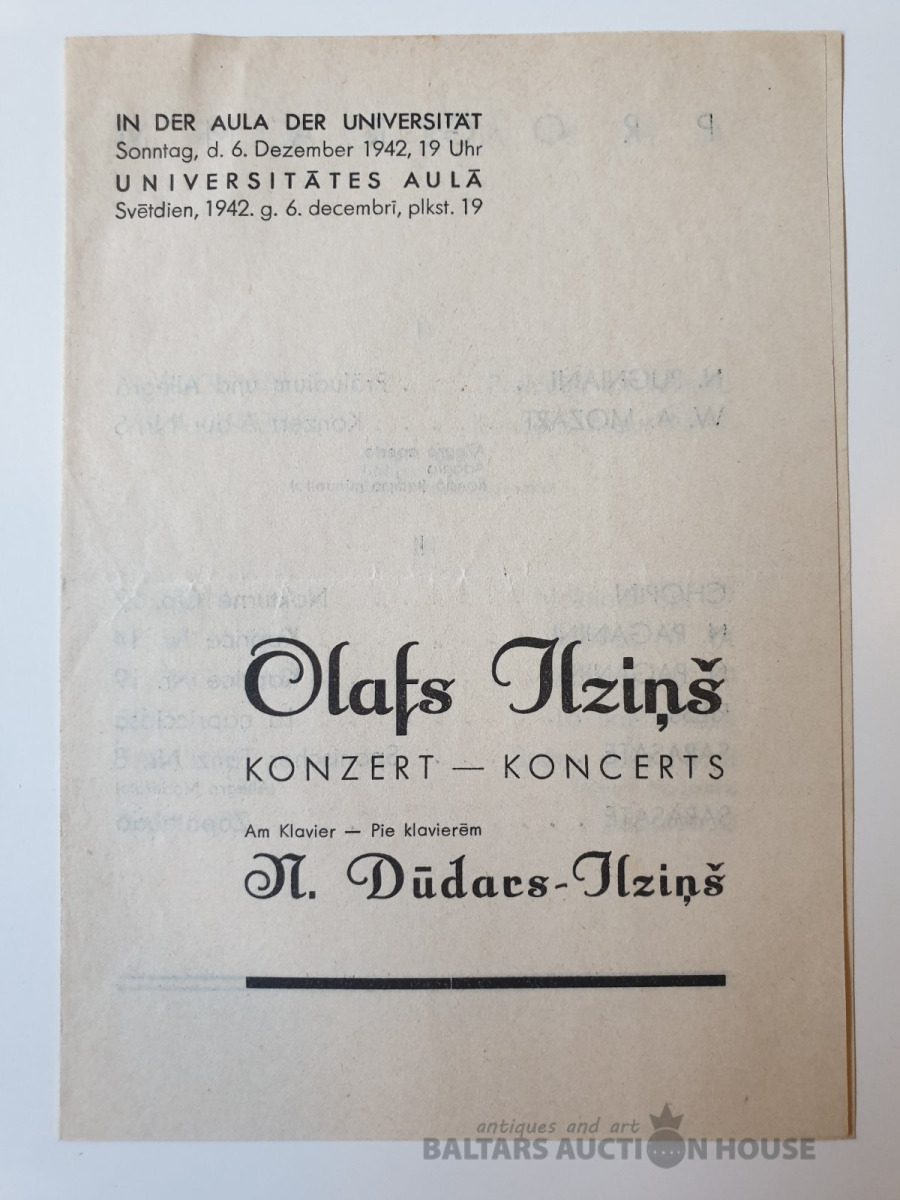 IN DER AULA DER UNIVERSITÄT
Sonntag, d. 6. Dezember 1942, 19 Uhr
UNIVERSITĀTES AULĀ
Svētdien, 1942. g. 6. decembrī, plkst. 19
Olafs Ilziņš
KONZERT — KONCERTS
Am Klavier — Pie klavierēm
N. Dūdars-Ilziņš
antiques and art
BALTARS AUCTION HOUSE